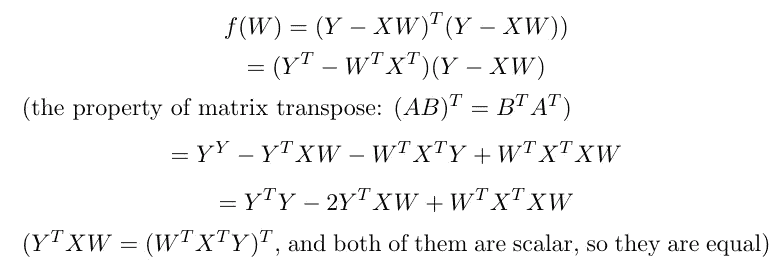 f(W) = (Y − XW)^T(Y − XW))
= (Y^T − W^T X^T)(Y − XW)
(the property of matrix transpose: (AB)^T = B^T A^T)
= Y^Y − Y^T XW − W^T X^T Y + W^T X^T XW
= Y^T Y − 2Y^T XW + W^T X^T XW
(Y^T XW = (W^T X^T Y)^T, and both of them are scalar, so they are equal)